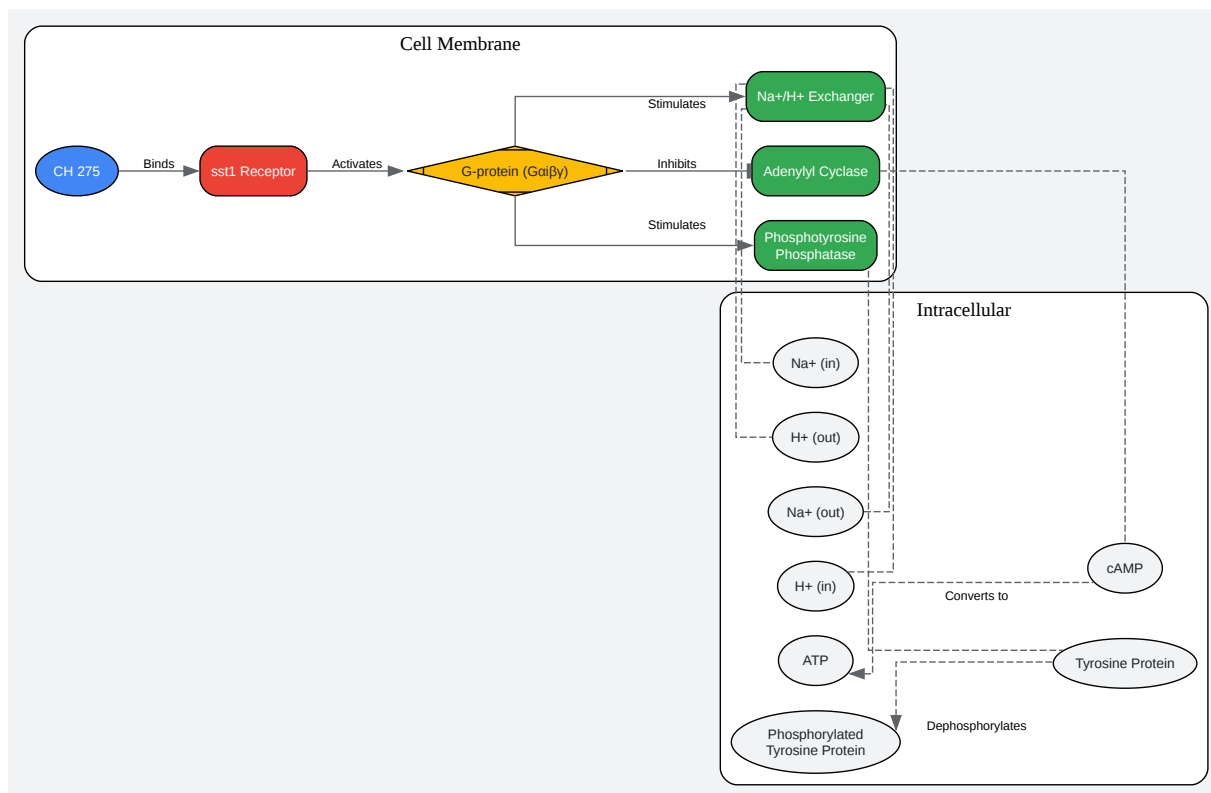 Cell Membrane
CH 275
Binds
sst1 Receptor
Activates
G-protein (Gαiβγ)
Stimulates
Na+/H+ Exchanger
Inhibits
Adenylyl Cyclase
Stimulates
Phosphotyrosine
Phosphatase
Intracellular
Na+ (in)
H+ (out)
Na+ (out)
H+ (in)
cAMP
Converts to
ATP
Tyrosine Protein
Dephosphorylates
Phosphorylated
Tyrosine Protein